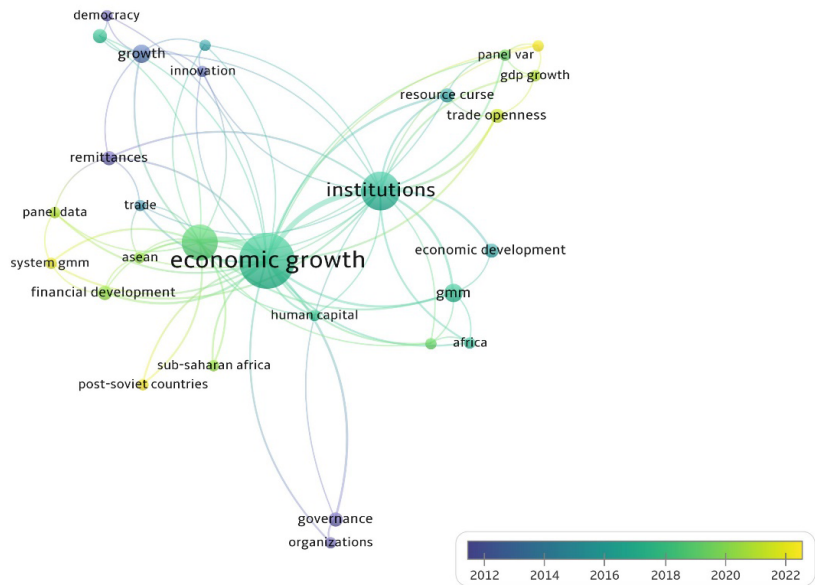 democracy
growth
innovation
panel var
gdp growth
resource curse
trade openness
remittances
institutions
trade
panel data
economic development
asean
economic growth
system gmm
financial development
gmm
human capital
africa
sub-saharan africa
post-soviet countries
governance
organizations
2012 2014 2016 2018 2020 2022